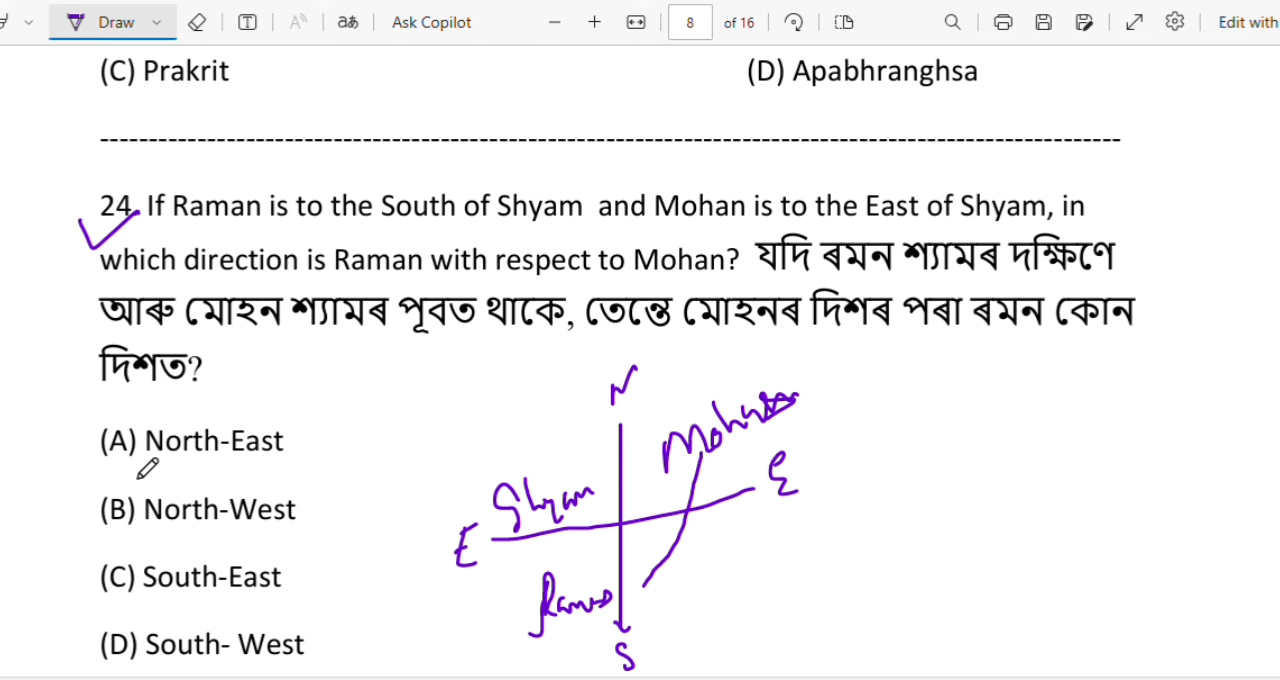 Draw aあ Ask Copilot 8 of 16 Edit with
(C) Prakrit (D) Apabhranghsa
24. If Raman is to the South of Shyam and Mohan is to the East of Shyam, in
which direction is Raman with respect to Mohan? যদি ৰমন শ্যামৰ দক্ষিণে
আৰু মোহন শ্যামৰ পূবত থাকে, তেন্তে মোহনৰ দিশৰ পৰা ৰমন কোন
দিশত?
N
(A) North-East Mohan
E
Shyam
(B) North-West
E
(C) South-East
Raman
(D) South- West
S